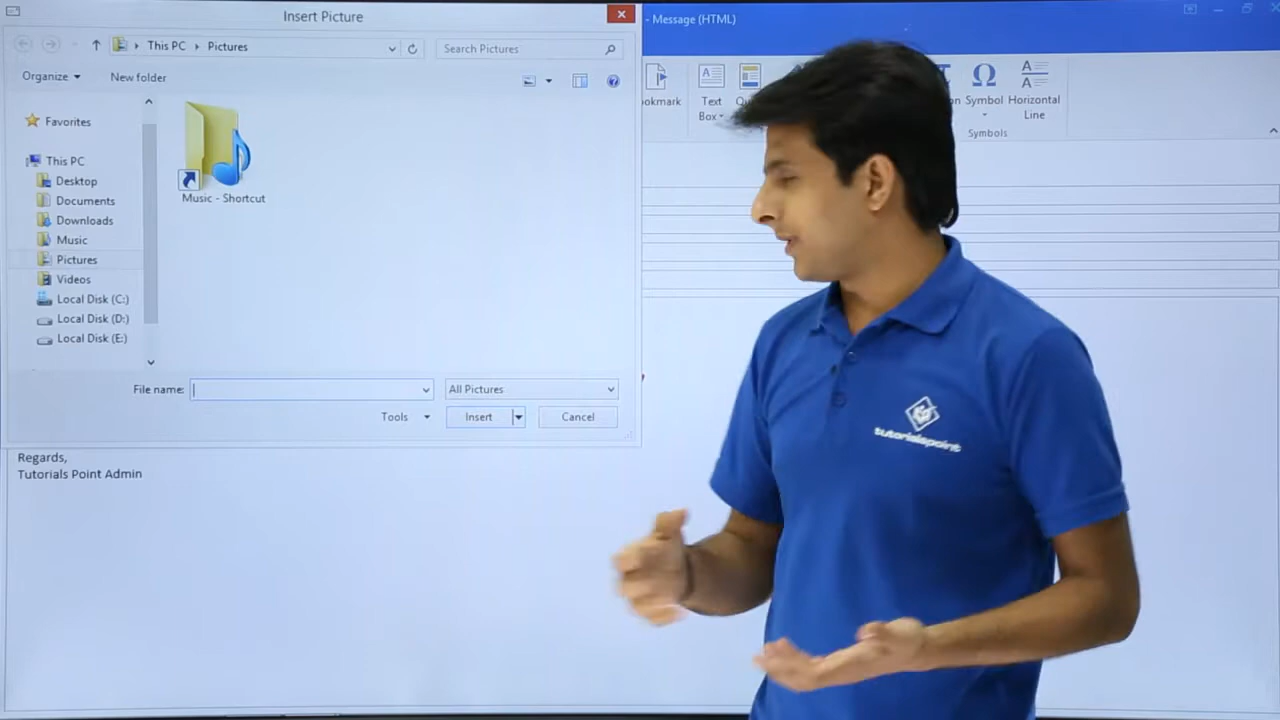 Insert Picture
- Message (HTML)
This PC
Pictures
Search Pictures
Organize
New folder
Favorites
This PC
Desktop
Documents
Downloads
Music
Pictures
Videos
Local Disk (C:)
Local Disk (D:)
Local Disk (E:)
Music - Shortcut
File name:
All Pictures
Tools
Insert
Cancel
Text
Box
Symbol
Horizontal
Line
Symbols
Regards,
Tutorials Point Admin
tutorialspoint